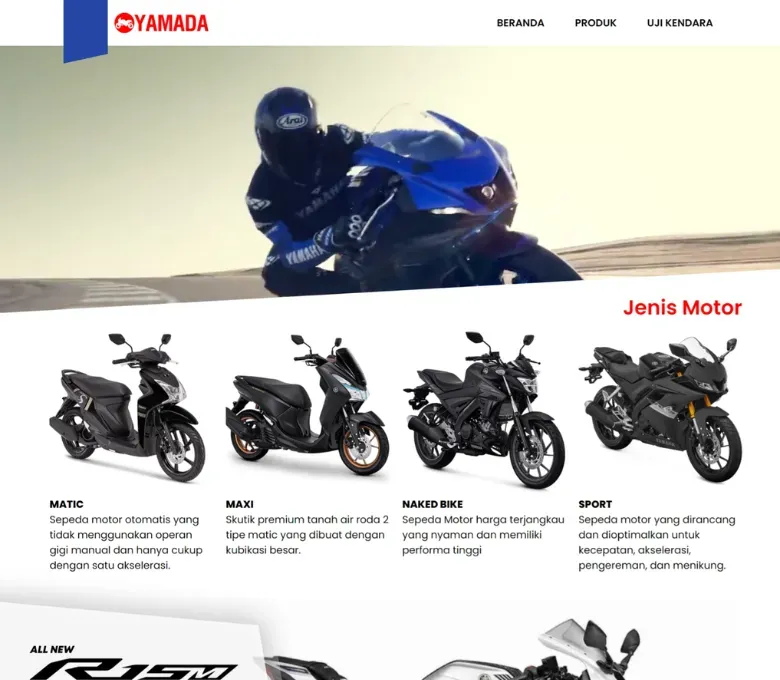 YAMADA
BERANDA PRODUK UJI KENDARA
Arai
YAMAHA
YAMAHA
Jenis Motor
MATIC
Sepeda motor otomatis yang
tidak menggunakan operan
gigi manual dan hanya cukup
dengan satu akselerasi.
MAXI
Skutik premium tanah air roda 2
tipe matic yang dibuat dengan
kubikasi besar.
NAKED BIKE
Sepeda Motor harga terjangkau
yang nyaman dan memiliki
performa tinggi
SPORT
Sepeda motor yang dirancang
dan dioptimalkan untuk
kecepatan, akselerasi,
pengereman, dan menikung.
ALL NEW
R15M